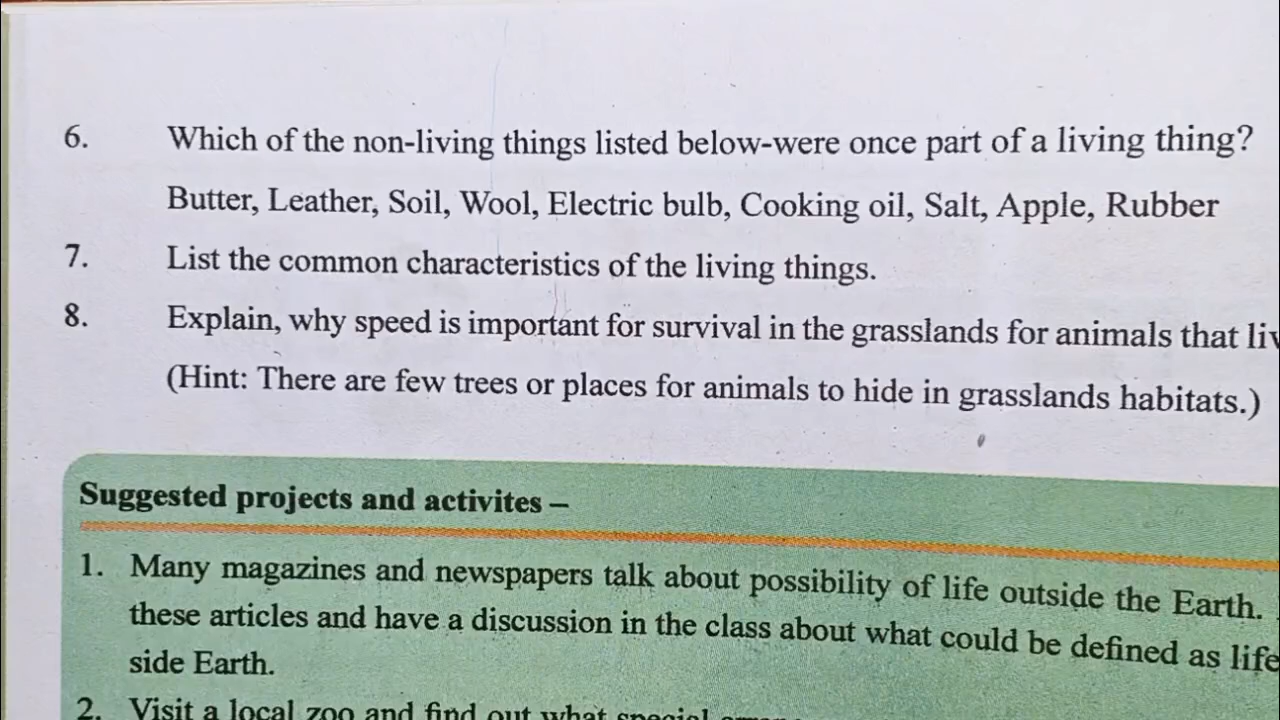 6. Which of the non-living things listed below-were once part of a living thing?
Butter, Leather, Soil, Wool, Electric bulb, Cooking oil, Salt, Apple, Rubber
7. List the common characteristics of the living things.
8. Explain, why speed is important for survival in the grasslands for animals that
(Hint: There are few trees or places for animals to hide in grasslands habitats.)
Suggested projects and activites –
1. Many magazines and newspapers talk about possibility of life outside the Earth.
these articles and have a discussion in the class about what could be defined as life
side Earth.
2. Visit a local zoo and find out what special